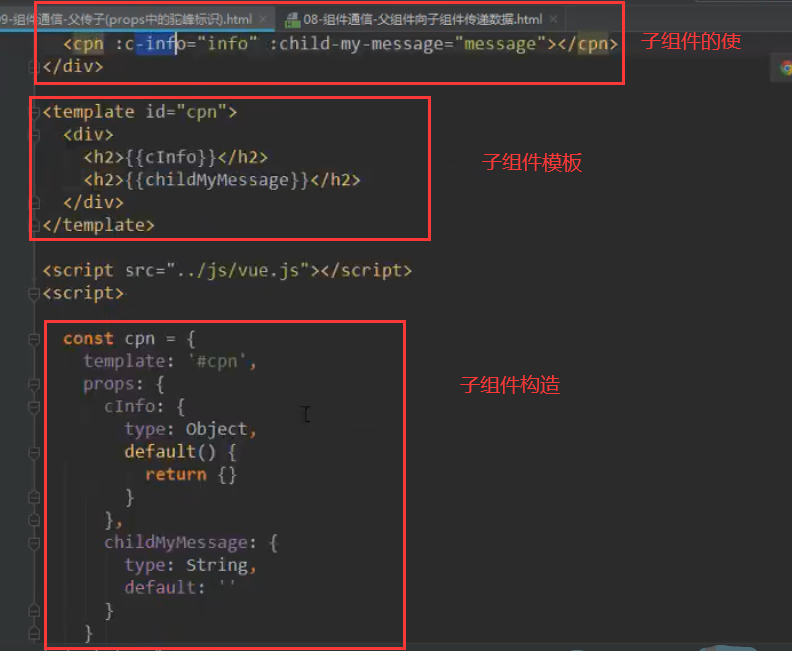 09-组件通信-父传子(props中的驼峰标识).html × 08-组件通信-父组件向子组件传递数据.html ×
<cpn :c-info="info" :child-my-message="message"></cpn> 子组件的使
</div>
<template id="cpn">
<div>
<h2>{{cInfo}}</h2>
子组件模板
<h2>{{childMyMessage}}</h2>
</div>
</template>
<script src="../js/vue.js"></script>
<script>
const cpn = {
template: '#cpn',
props: {
子组件构造
cInfo: {
type: Object,
default() {
return {}
}
},
childMyMessage: {
type: String,
default: ''
}
}